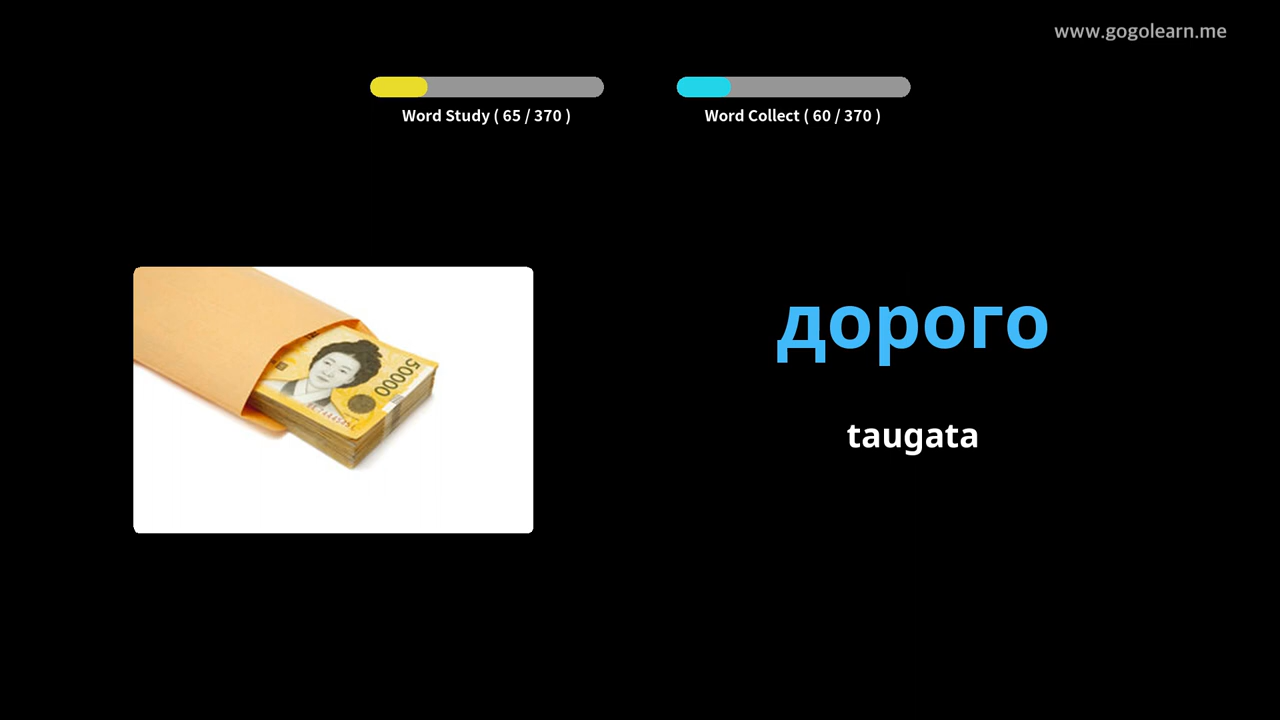 www.gogolearn.me
Word Study ( 65 / 370 )
Word Collect ( 60 / 370 )
дорого
50000
taugata